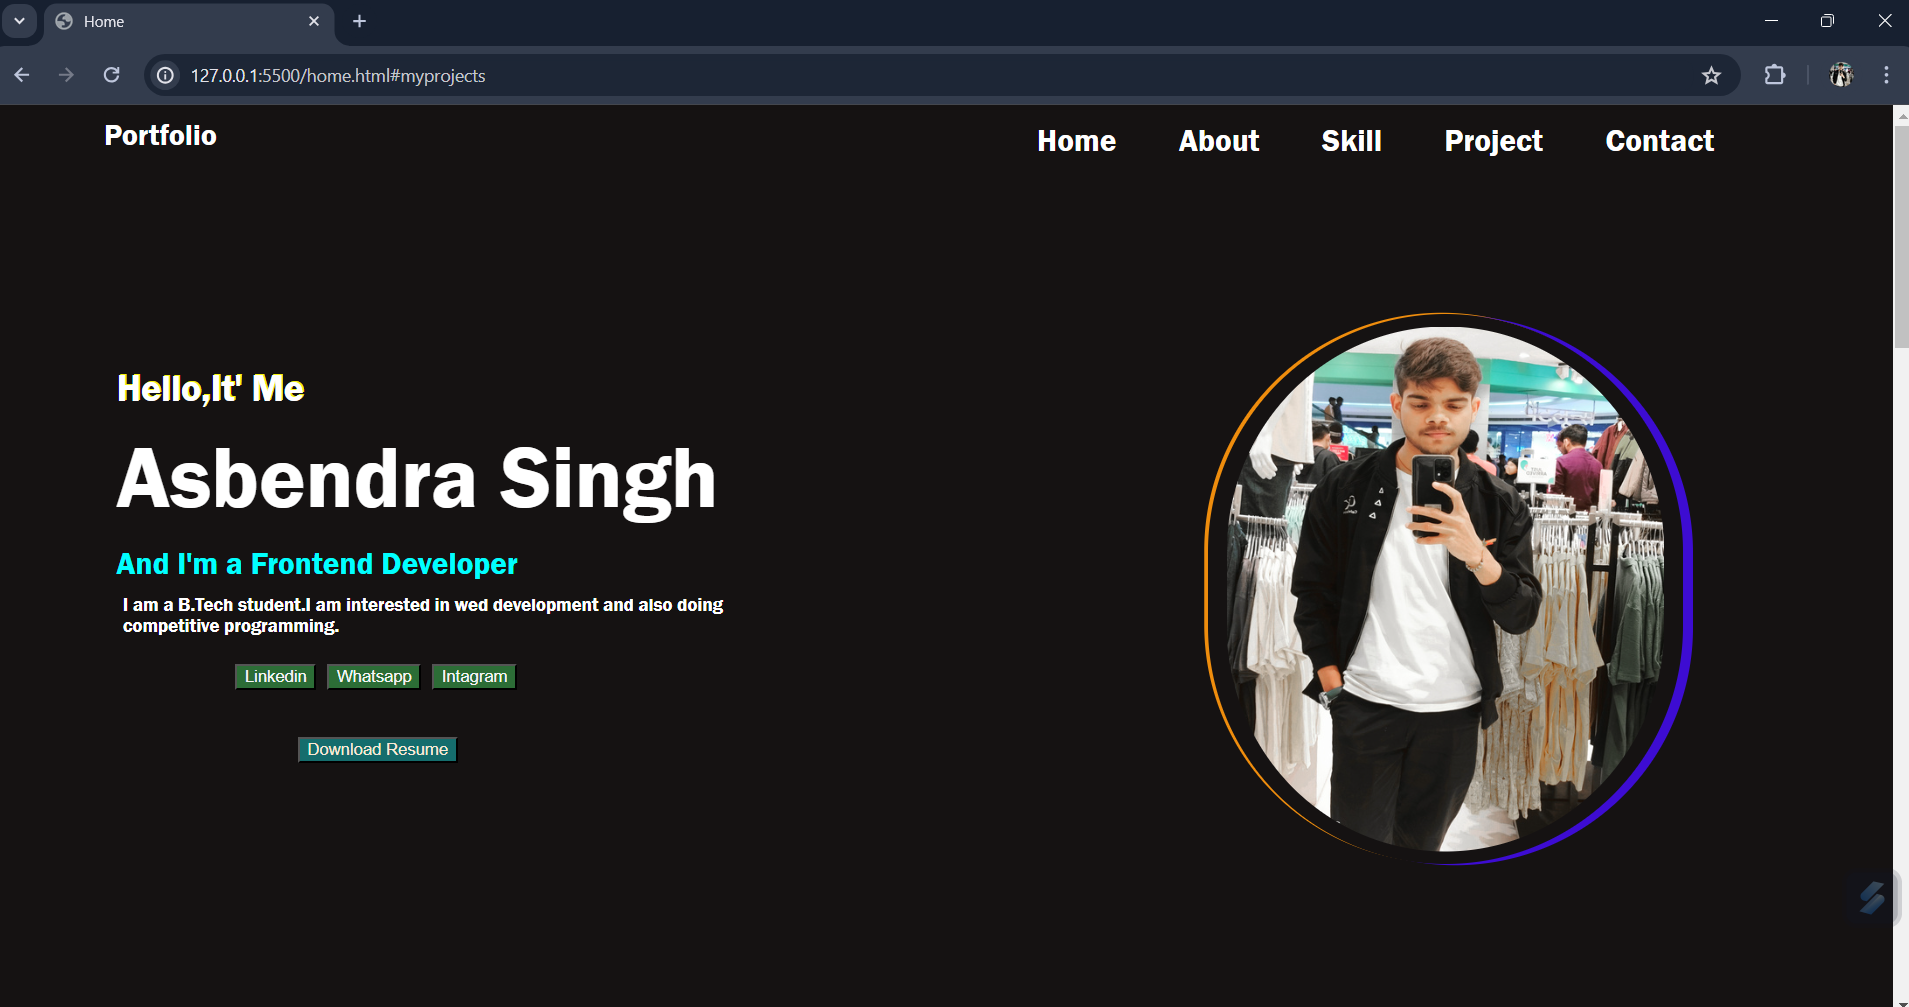 Home
127.0.0.1:5500/home.html#myprojects
Portfolio
Home About Skill Project Contact
Hello,It' Me
Asbendra Singh
And I'm a Frontend Developer
I am a B.Tech student.I am interested in wed development and also doing
competitive programming.
Linkedin Whatsapp Intagram
Download Resume